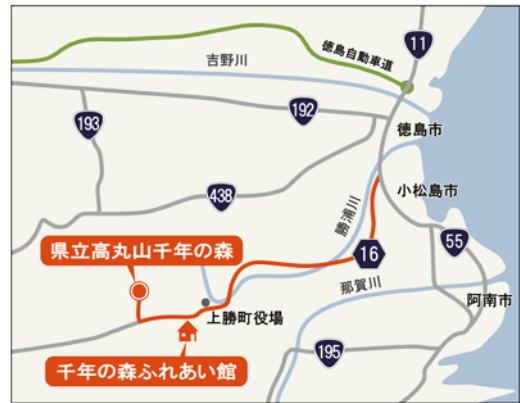 11
徳島自動車道
吉野川
192
193
徳島市
438
小松島市
勝浦川
55
県立高丸山千年の森
16
那賀川
阿南市
上勝町役場
195
千年の森ふれあい館